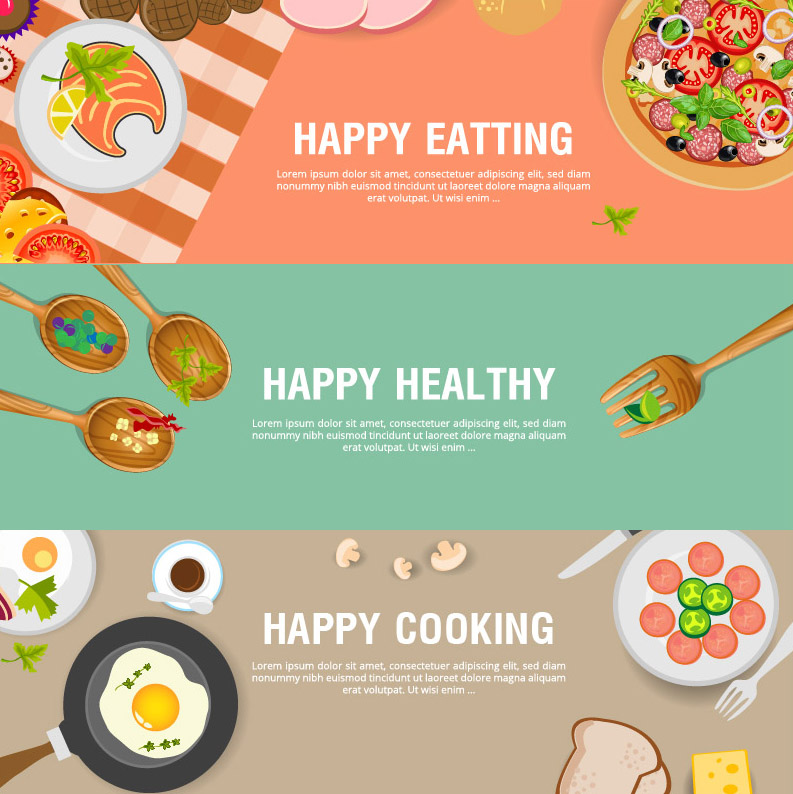 HAPPY EATTING
Lorem ipsum dolor sit amet, consectetuer adipiscing elit, sed diam
nonummy nibh euismod tincidunt ut laoreet dolore magna aliquam
erat volutpat. Ut wisi enim ...
HAPPY HEALTHY
Lorem ipsum dolor sit amet, consectetuer adipiscing elit, sed diam
nonummy nibh euismod tincidunt ut laoreet dolore magna aliquam
erat volutpat. Ut wisi enim ...
HAPPY COOKING
Lorem ipsum dolor sit amet, consectetuer adipiscing elit, sed diam
nonummy nibh euismod tincidunt ut laoreet dolore magna aliquam
erat volutpat. Ut wisi enim ...